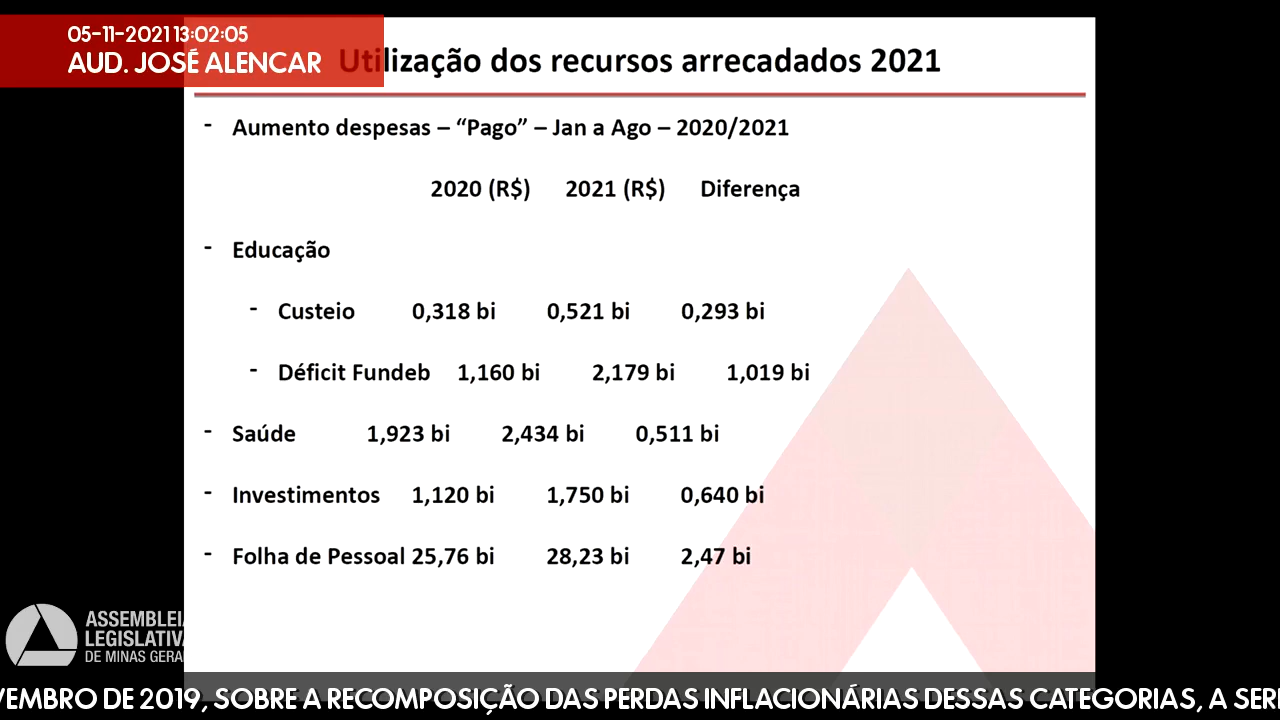 05-11-2021 13:02:05
AUD. JOSÉ ALENCAR
Utilização dos recursos arrecadados 2021
- Aumento despesas – “Pago” – Jan a Ago – 2020/2021
2020 (R$) 2021 (R$) Diferença
- Educação
- Custeio 0,318 bi 0,521 bi 0,293 bi
- Déficit Fundeb 1,160 bi 2,179 bi 1,019 bi
- Saúde 1,923 bi 2,434 bi 0,511 bi
- Investimentos 1,120 bi 1,750 bi 0,640 bi
- Folha de Pessoal 25,76 bi 28,23 bi 2,47 bi
ASSEMBLEIA
LEGISLATIVA
DE MINAS GERAI
VEMBRO DE 2019, SOBRE A RECOMPOSIÇÃO DAS PERDAS INFLACIONÁRIAS DESSAS CATEGORIAS, A SER